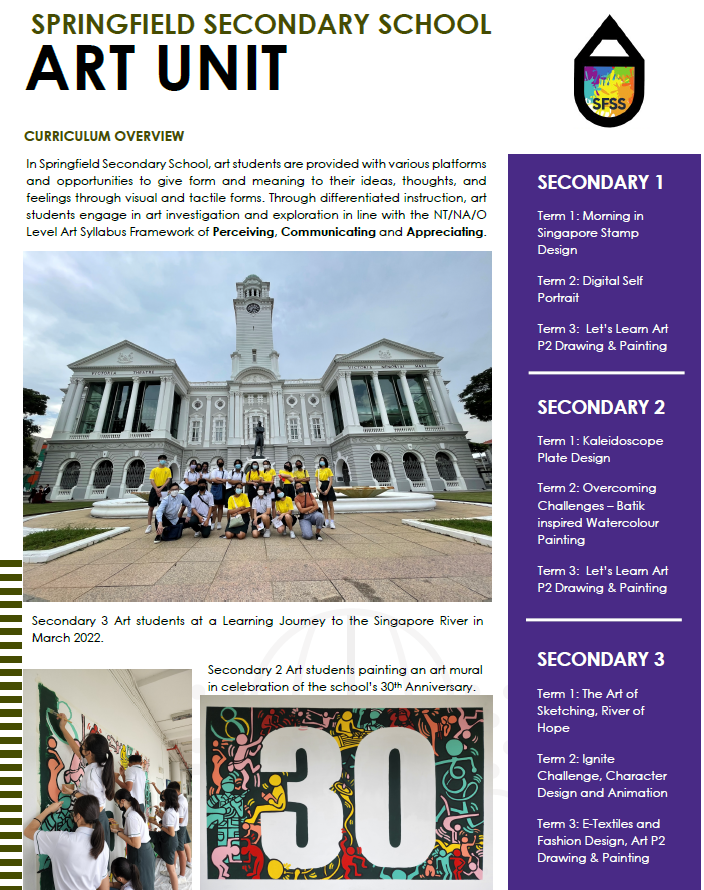 SPRINGFIELD SECONDARY SCHOOL
ART UNIT
SFSS
CURRICULUM OVERVIEW
In Springfield Secondary School, art students are provided with various platforms
and opportunities to give form and meaning to their ideas, thoughts, and
feelings through visual and tactile forms. Through differentiated instruction, art
students engage in art investigation and exploration in line with the NT/NA/O
Level Art Syllabus Framework of Perceiving, Communicating and Appreciating.
VICTORIA THEATRE
VICTORIA MEMORIAL HALL
Secondary 3 Art students at a Learning Journey to the Singapore River in
March 2022.
Secondary 2 Art students painting an art mural
in celebration of the school's 30th Anniversary.
30
SECONDARY 1
Term 1: Morning in
Singapore Stamp
Design
Term 2: Digital Self
Portrait
Term 3:  Let's Learn Art
P2 Drawing & Painting
SECONDARY 2
Term 1: Kaleidoscope
Plate Design
Term 2: Overcoming
Challenges – Batik
inspired Watercolour
Painting
Term 3:  Let's Learn Art
P2 Drawing & Painting
SECONDARY 3
Term 1: The Art of
Sketching, River of
Hope
Term 2: Ignite
Challenge, Character
Design and Animation
Term 3: E-Textiles and
Fashion Design, Art P2
Drawing & Painting